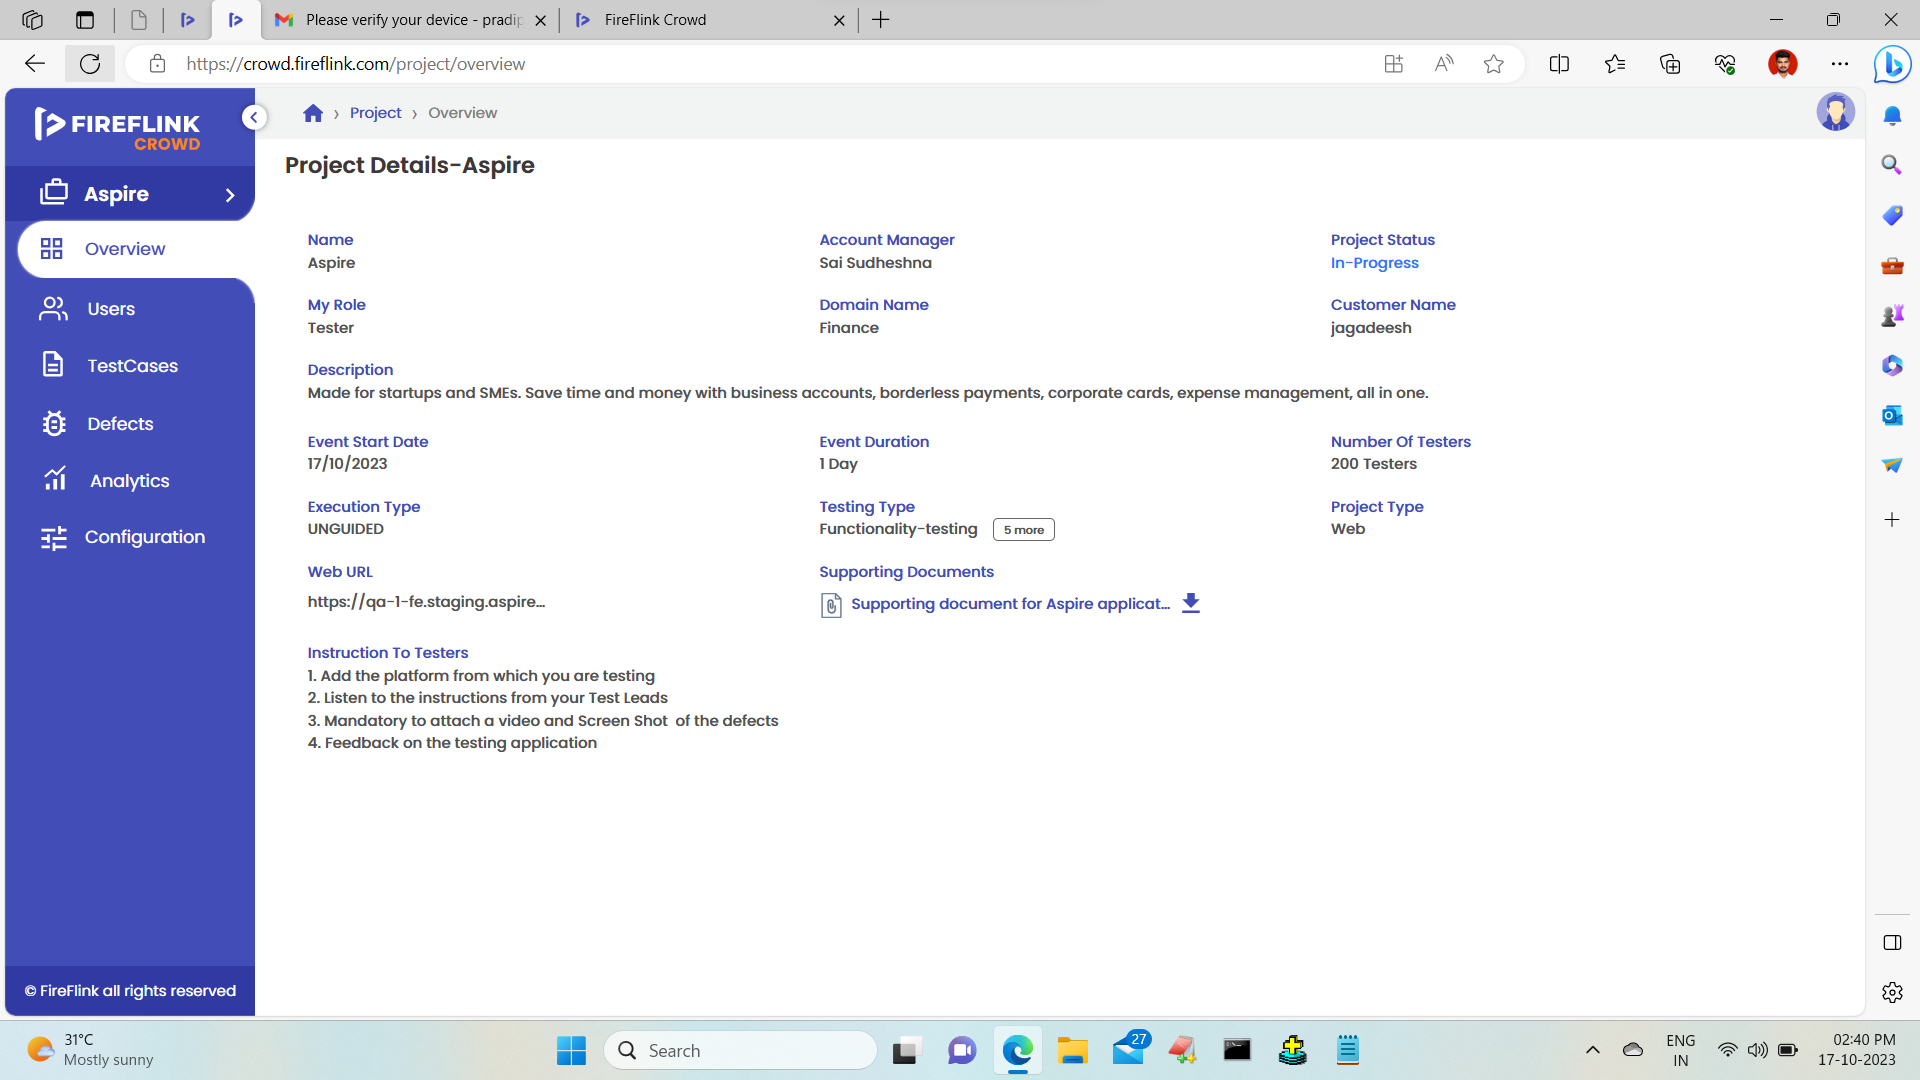 Please verify your device - pradip
FireFlink Crowd
https://crowd.fireflink.com/project/overview
FIREFLINK
CROWD
Aspire
Overview
Users
TestCases
Defects
Analytics
Configuration
© FireFlink all rights reserved
Project › Overview
Project Details-Aspire
Name
Aspire
Account Manager
Sai Sudheshna
Project Status
In-Progress
My Role
Tester
Domain Name
Finance
Customer Name
jagadeesh
Description
Made for startups and SMEs. Save time and money with business accounts, borderless payments, corporate cards, expense management, all in one.
Event Start Date
17/10/2023
Event Duration
1 Day
Number Of Testers
200 Testers
Execution Type
UNGUIDED
Testing Type
Functionality-testing 5 more
Project Type
Web
Web URL
https://qa-1-fe.staging.aspire...
Supporting Documents
Supporting document for Aspire applicat...
Instruction To Testers
1. Add the platform from which you are testing
2. Listen to the instructions from your Test Leads
3. Mandatory to attach a video and Screen Shot of the defects
4. Feedback on the testing application
31°C
Mostly sunny
Search
27
ENG
IN
02:40 PM
17-10-2023